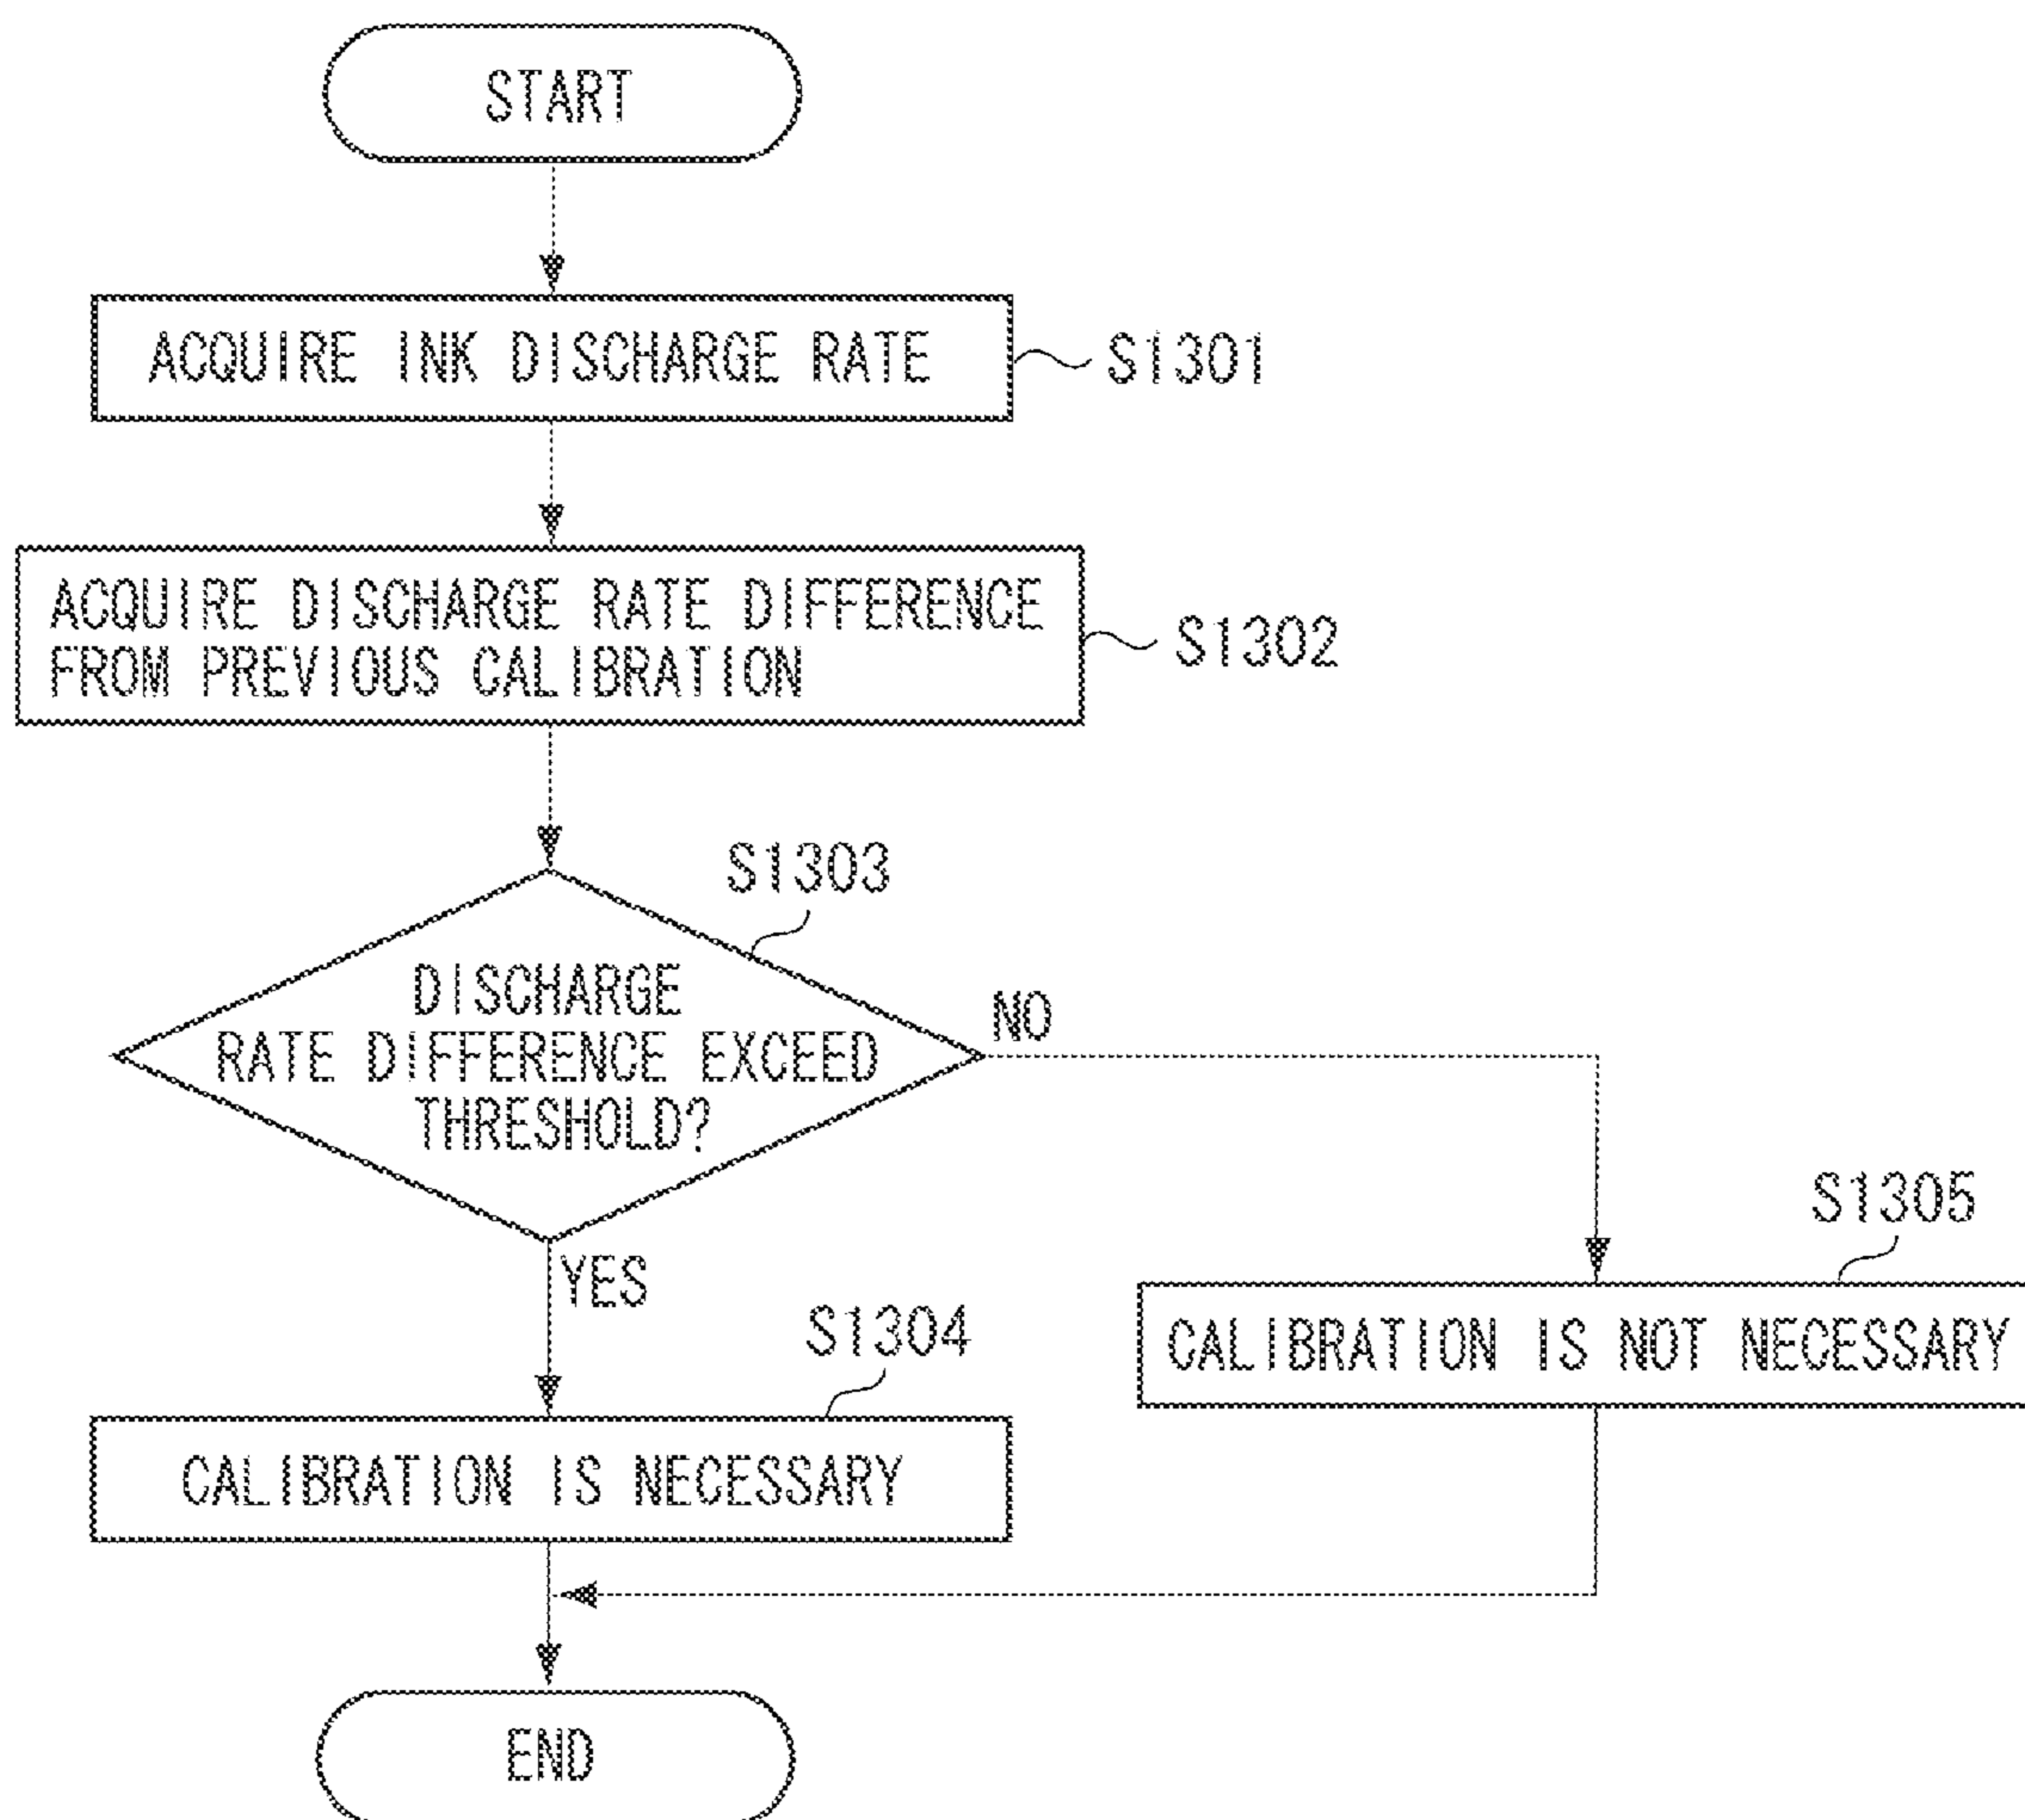 START
ACQUIRE INK DISCHARGE RATE
S1301
ACQUIRE DISCHARGE RATE DIFFERENCE
FROM PREVIOUS CALIBRATION
S1302
S1303
DISCHARGE
RATE DIFFERENCE EXCEED
THRESHOLD?
NO
YES
S1304
CALIBRATION IS NECESSARY
S1305
CALIBRATION IS NOT NECESSARY
END